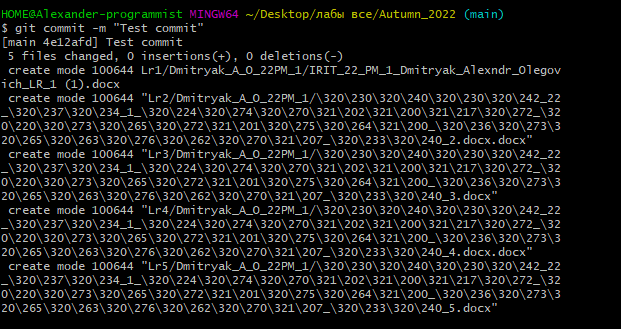 HOME@Alexander-programmist MINGW64 ~/Desktop/лабы все/Autumn_2022 (main)
$ git commit -m "Test commit"
[main 4e12afd] Test commit
 5 files changed, 0 insertions(+), 0 deletions(-)
 create mode 100644 Lr1/Dmitryak_A_O_22PM_1/IRIT_22_PM_1_Dmitryak_Alexndr_Olegov
ich_LR_1 (1).docx
 create mode 100644 "Lr2/Dmitryak_A_O_22PM_1/\320\230\320\240\320\230\320\242_22
_\320\237\320\234_1_\320\224\320\274\320\270\321\202\321\200\321\217\320\272_\32
0\220\320\273\320\265\320\272\321\201\320\275\320\264\321\200_\320\236\320\273\3
20\265\320\263\320\276\320\262\320\270\321\207_\320\233\320\240_2.docx.docx"
 create mode 100644 "Lr3/Dmitryak_A_O_22PM_1/\320\230\320\240\320\230\320\242_22
_\320\237\320\234_1_\320\224\320\274\320\270\321\202\321\200\321\217\320\272_\32
0\220\320\273\320\265\320\272\321\201\320\275\320\264\321\200_\320\236\320\273\3
20\265\320\263\320\276\320\262\320\270\321\207_\320\233\320\240_3.docx"
 create mode 100644 "Lr4/Dmitryak_A_O_22PM_1/\320\230\320\240\320\230\320\242_22
_\320\237\320\234_1_\320\224\320\274\320\270\321\202\321\200\321\217\320\272_\32
0\220\320\273\320\265\320\272\321\201\320\275\320\264\321\200_\320\236\320\273\3
20\265\320\263\320\276\320\262\320\270\321\207_\320\233\320\240_4.docx"
 create mode 100644 "Lr5/Dmitryak_A_O_22PM_1/\320\230\320\240\320\230\320\242_22
_\320\237\320\234_1_\320\224\320\274\320\270\321\202\321\200\321\217\320\272_\32
0\220\320\273\320\265\320\272\321\201\320\275\320\264\321\200_\320\236\320\273\3
20\265\320\263\320\276\320\262\320\270\321\207_\320\233\320\240_5.docx"